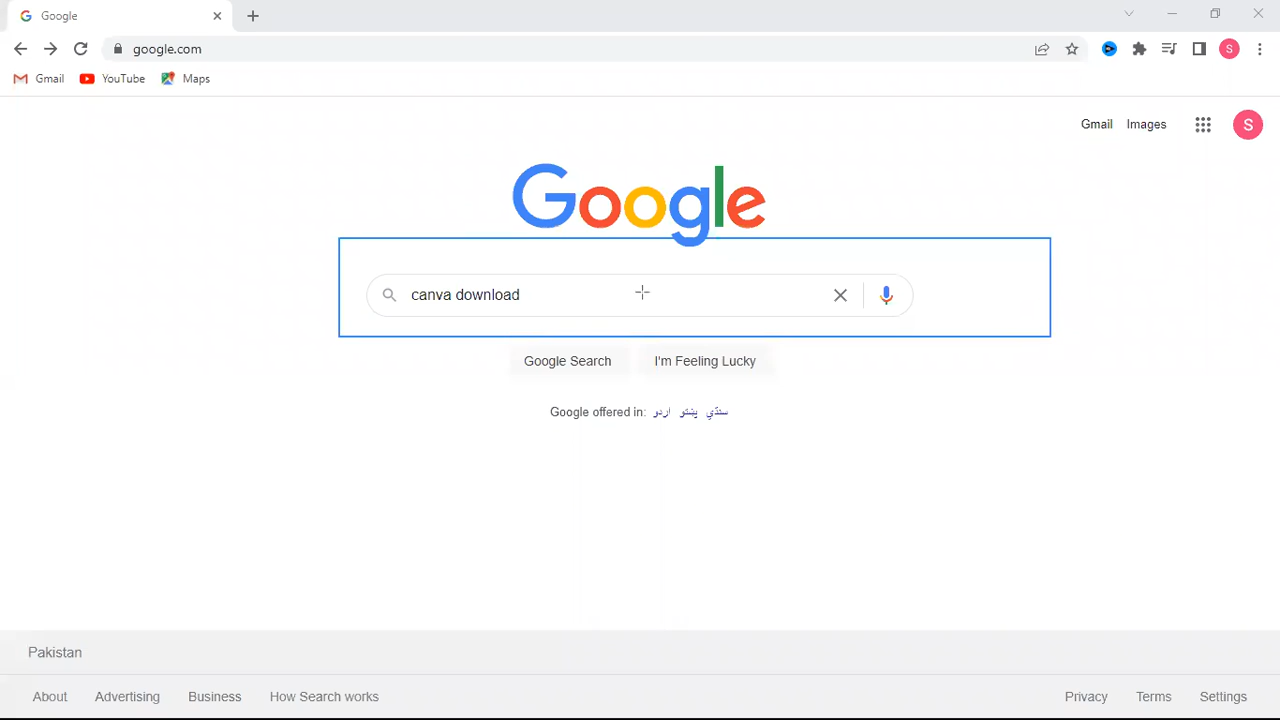 Google
google.com
S
Gmail YouTube Maps
Gmail Images S
Google
canva download
Google Search I'm Feeling Lucky
Google offered in: اردو پښتو سنڌي
Pakistan
About Advertising Business How Search works Privacy Terms Settings